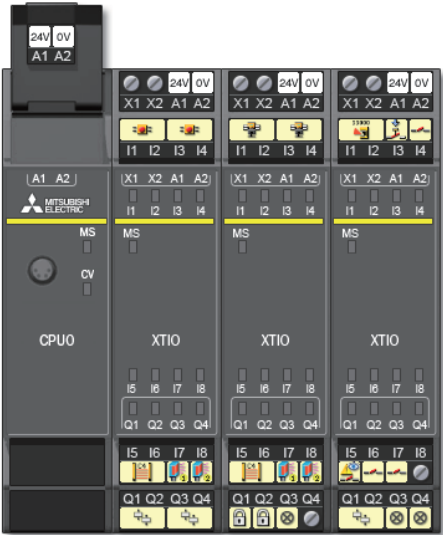 24V 0V
A1 A2
24V 0V 24V 0V 24V 0V
X1 X2 A1 A2 X1 X2 A1 A2 X1 X2 A1 A2
I1 I2 I3 I4 I1 I2 I3 I4 I1 I2 I3 I4
A1 A2 X1 X2 A1 A2 X1 X2 A1 A2 X1 X2 A1 A2
MITSUBISHI
ELECTRIC
I1 I2 I3 I4 I1 I2 I3 I4 I1 I2 I3 I4
MS MS MS MS
CV
CPU0 XTIO XTIO XTIO
I5 I6 I7 I8 I5 I6 I7 I8 I5 I6 I7 I8
Q1 Q2 Q3 Q4 Q1 Q2 Q3 Q4 Q1 Q2 Q3 Q4
I5 I6 I7 I8 I5 I6 I7 I8 I5 I6 I7 I8
Q1 Q2 Q3 Q4 Q1 Q2 Q3 Q4 Q1 Q2 Q3 Q4